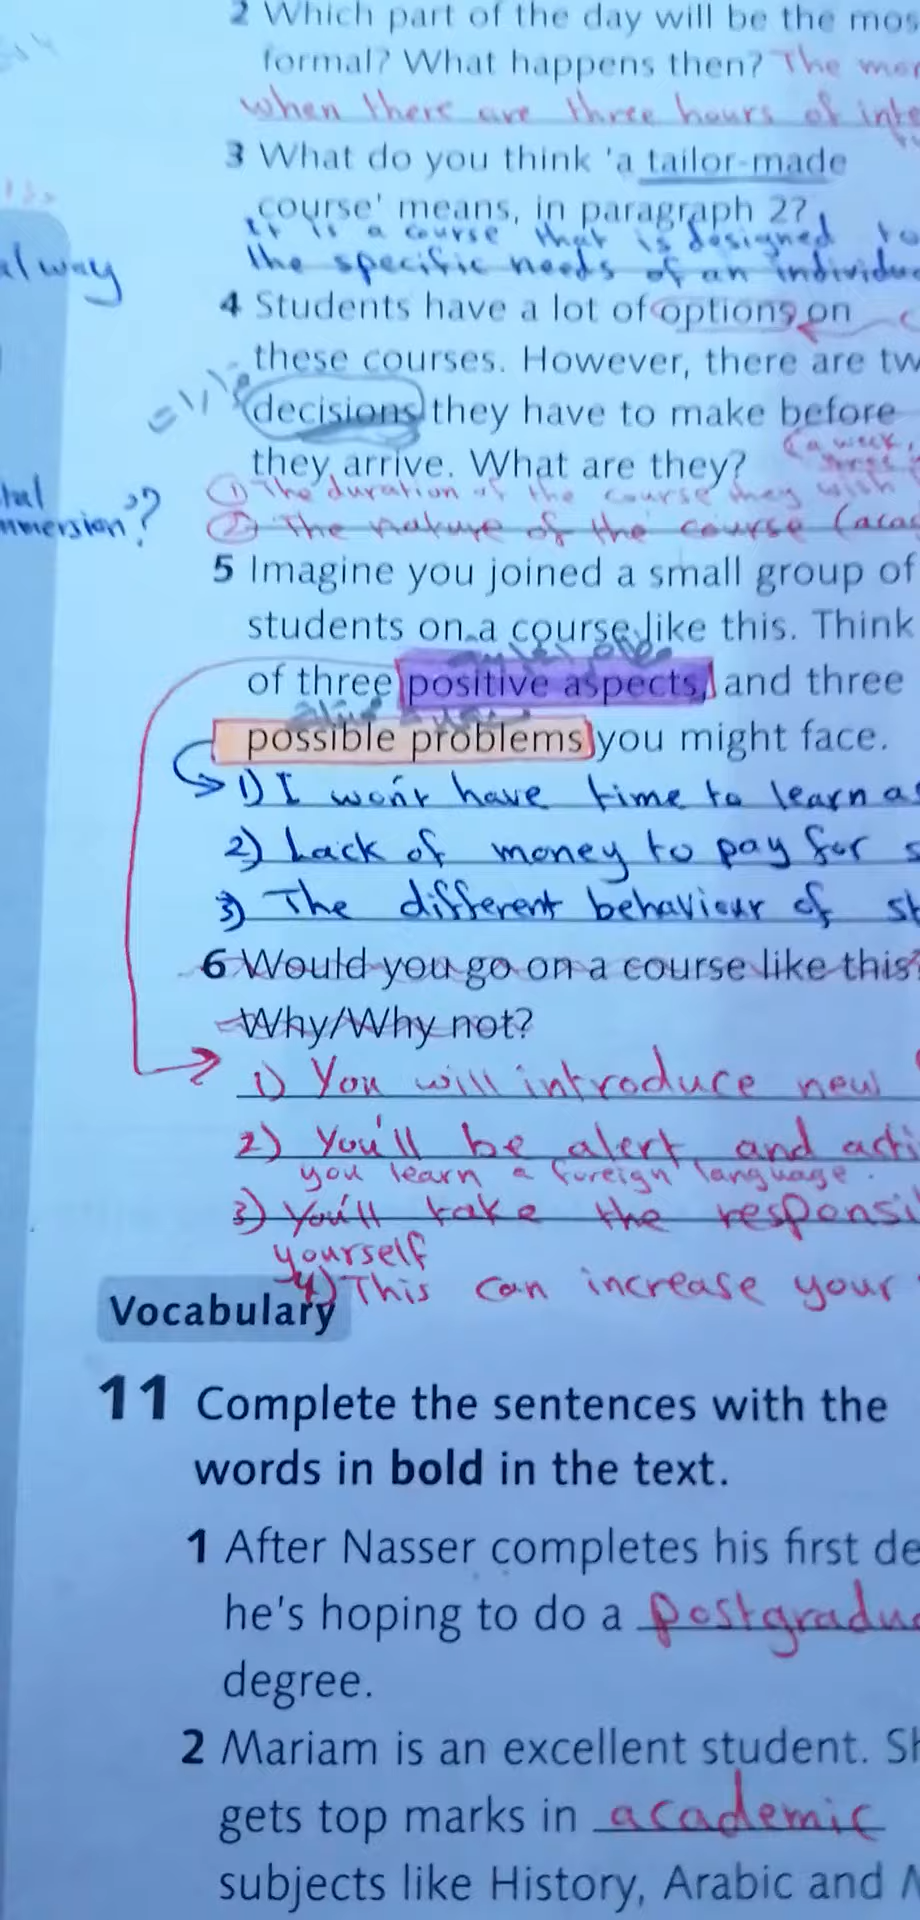 2 Which part of the day will be the mos
formal? What happens then? The mor
when there are three hours of inte
3 What do you think 'a tailor-made
course' means, in paragraph 2?
It is a course that is designed to
al way
the specific needs of an individu
4 Students have a lot of options on
these courses. However, there are tw
decisions they have to make before
(a week,
they arrive. What are they?
tal
① The duration of the course they wish
mmersion?
② The nature of the course (aca
5 Imagine you joined a small group of
students on a course like this. Think
of three positive aspects, and three
possible problems you might face.
1) I won't have time to learn a
2) Lack of money to pay for s
3) The different behaviour of st
6 Would you go on a course like this?
Why/Why not?
1) You will introduce new
2) You'll be alert and acti
you learn a foreign language.
3) You'll take the responsi
yourself
4) This can increase your
Vocabulary
11 Complete the sentences with the
words in bold in the text.
1 After Nasser completes his first de
he's hoping to do a postgradu
degree.
2 Mariam is an excellent student. Sh
gets top marks in academic
subjects like History, Arabic and M